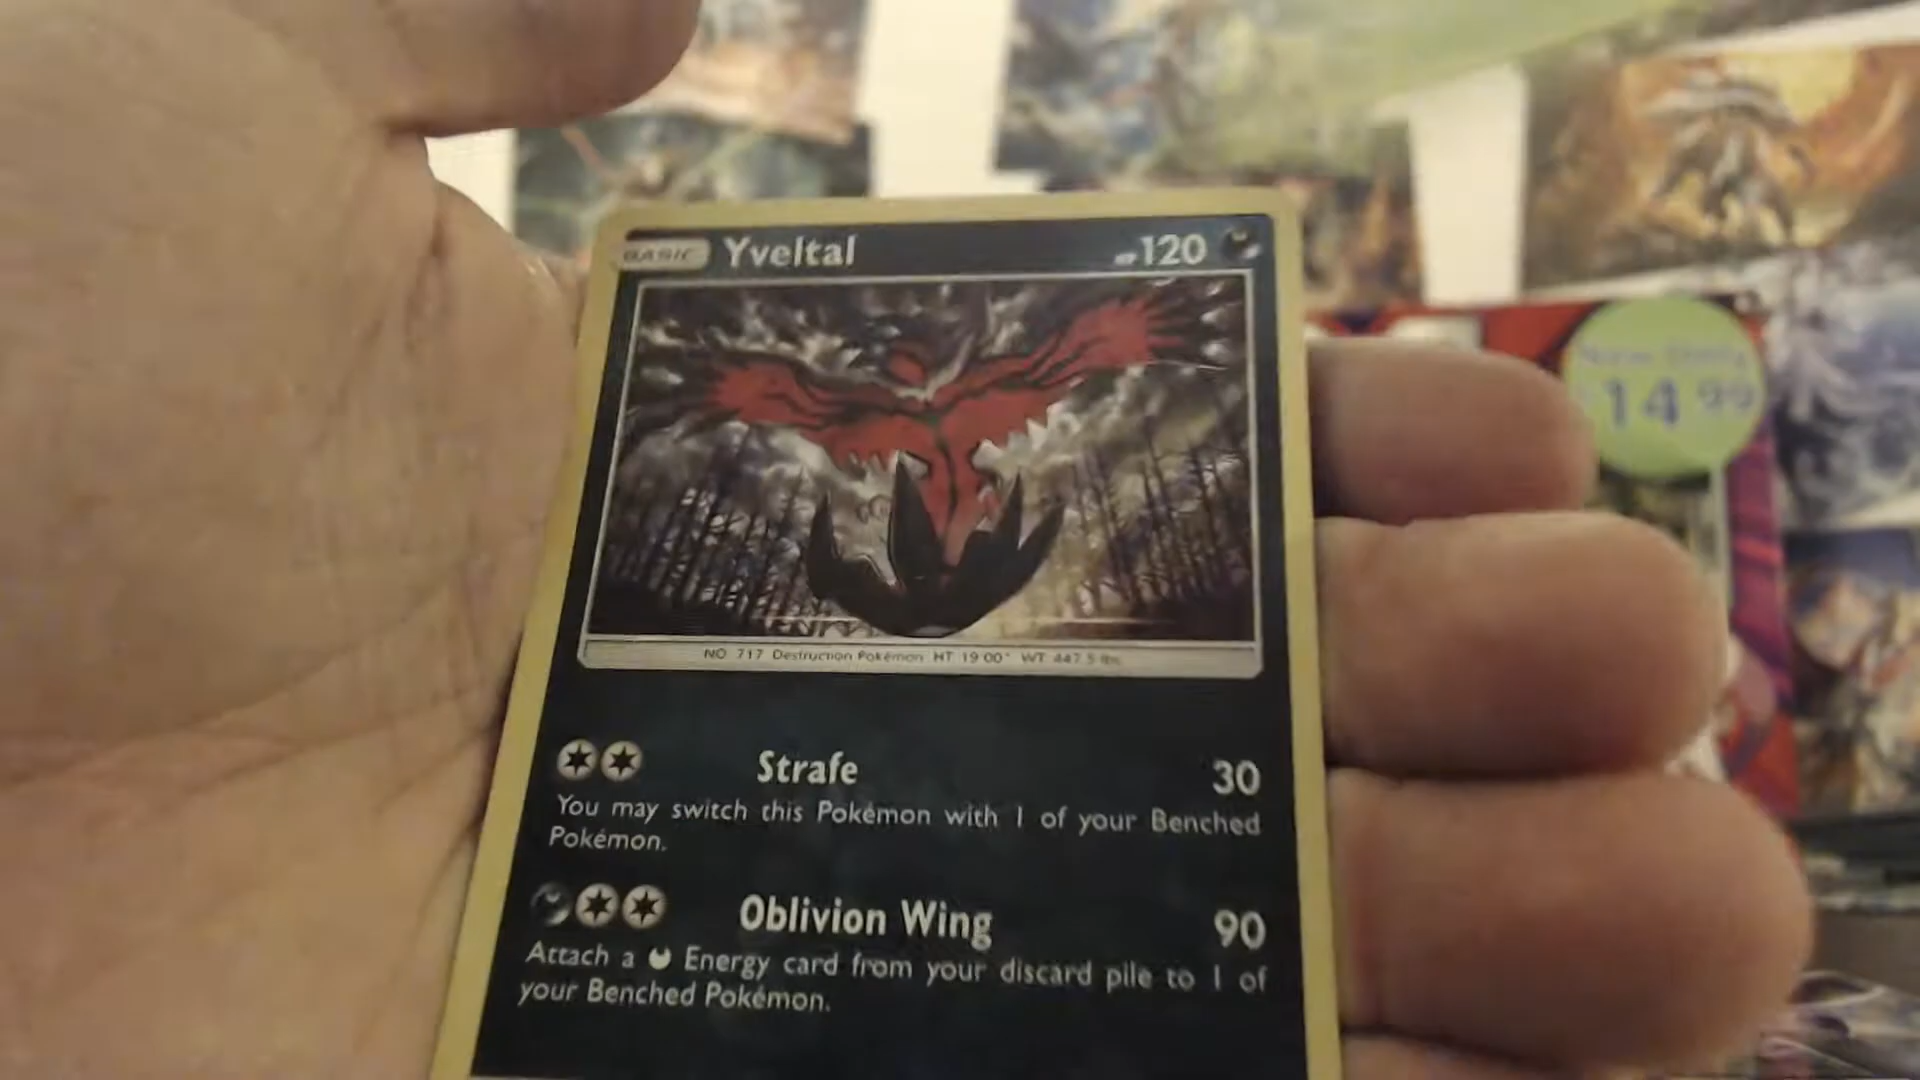 BASIC Yveltal HP 120
NO. 717 Destruction Pokémon HT 19'00" WT 447.5 lbs.
Strafe 30
You may switch this Pokémon with 1 of your Benched
Pokémon.
Oblivion Wing 90
Attach a Energy card from your discard pile to 1 of
your Benched Pokémon.
14.99